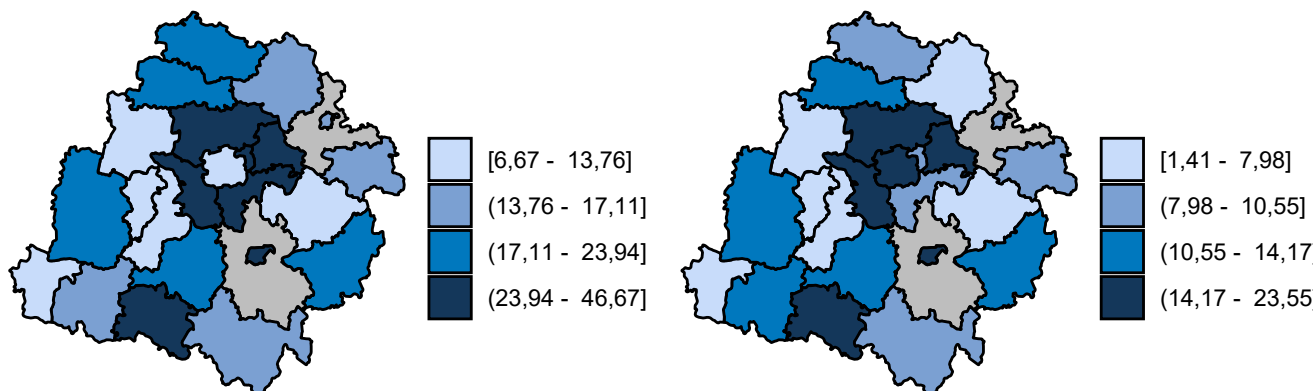 [6,67 - 13,76]
(13,76 - 17,11]
(17,11 - 23,94]
(23,94 - 46,67]
[1,41 - 7,98]
(7,98 - 10,55]
(10,55 - 14,17]
(14,17 - 23,55]